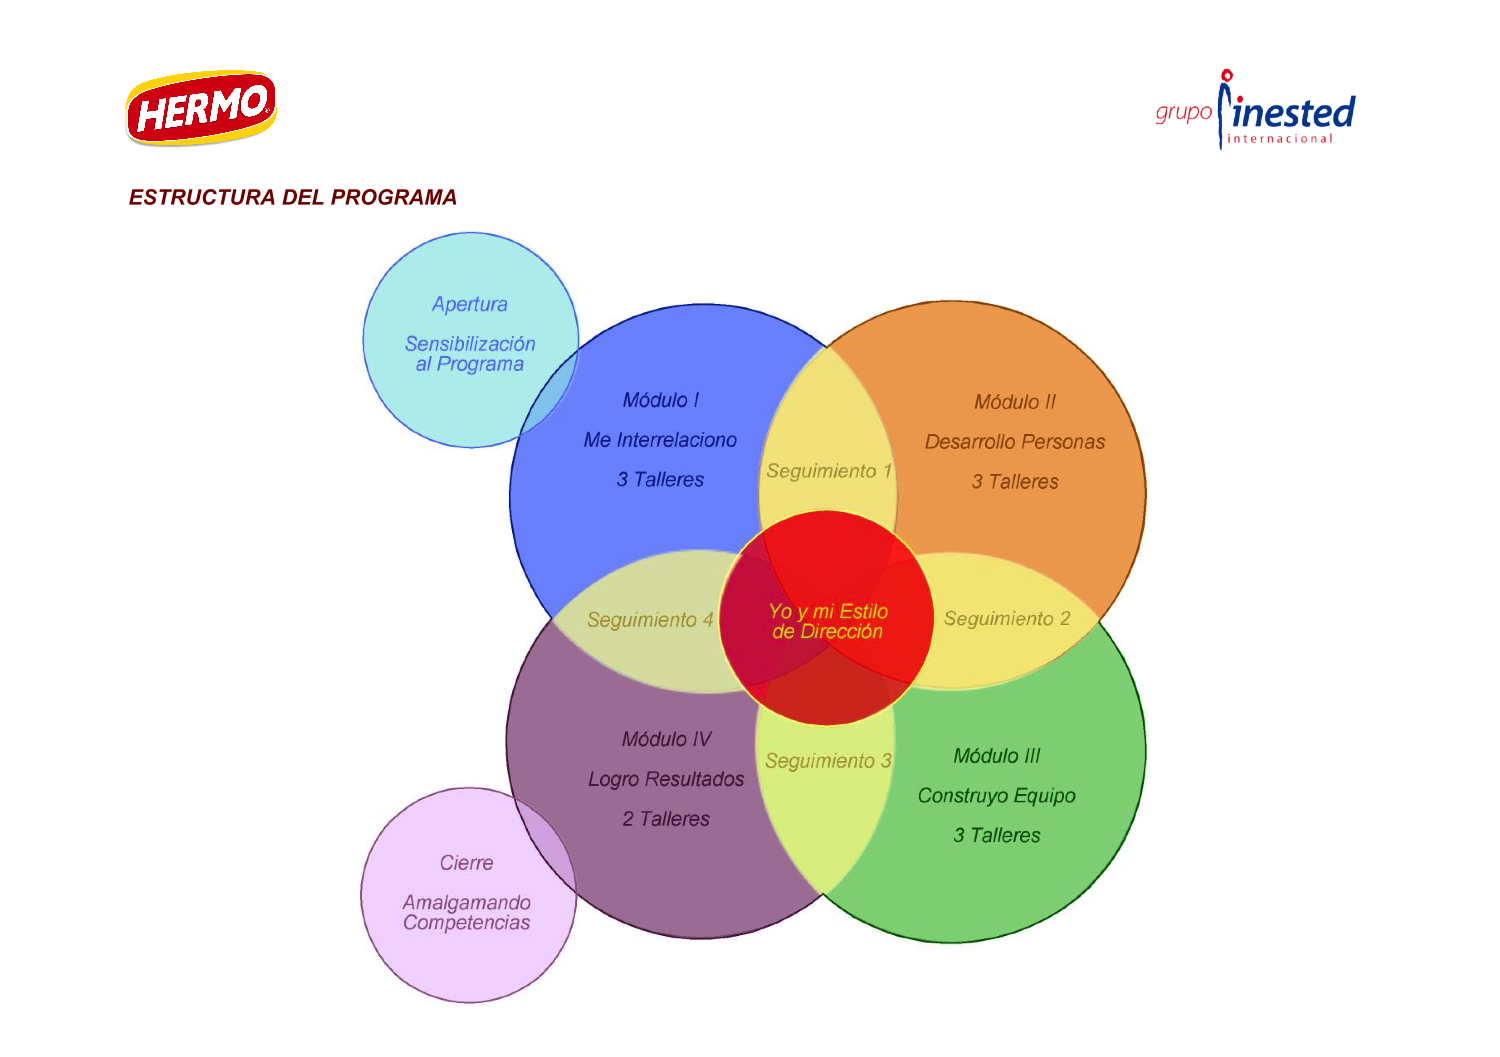 HERMO
grupo inested
internacional
ESTRUCTURA DEL PROGRAMA
Apertura
Sensibilización
al Programa
Módulo I
Me Interrelaciono
3 Talleres
Módulo II
Desarrollo Personas
3 Talleres
Seguimiento 1
Seguimiento 4
Yo y mi Estilo
de Dirección
Seguimiento 2
Módulo IV
Logro Resultados
2 Talleres
Seguimiento 3
Módulo III
Construyo Equipo
3 Talleres
Cierre
Amalgamando
Competencias